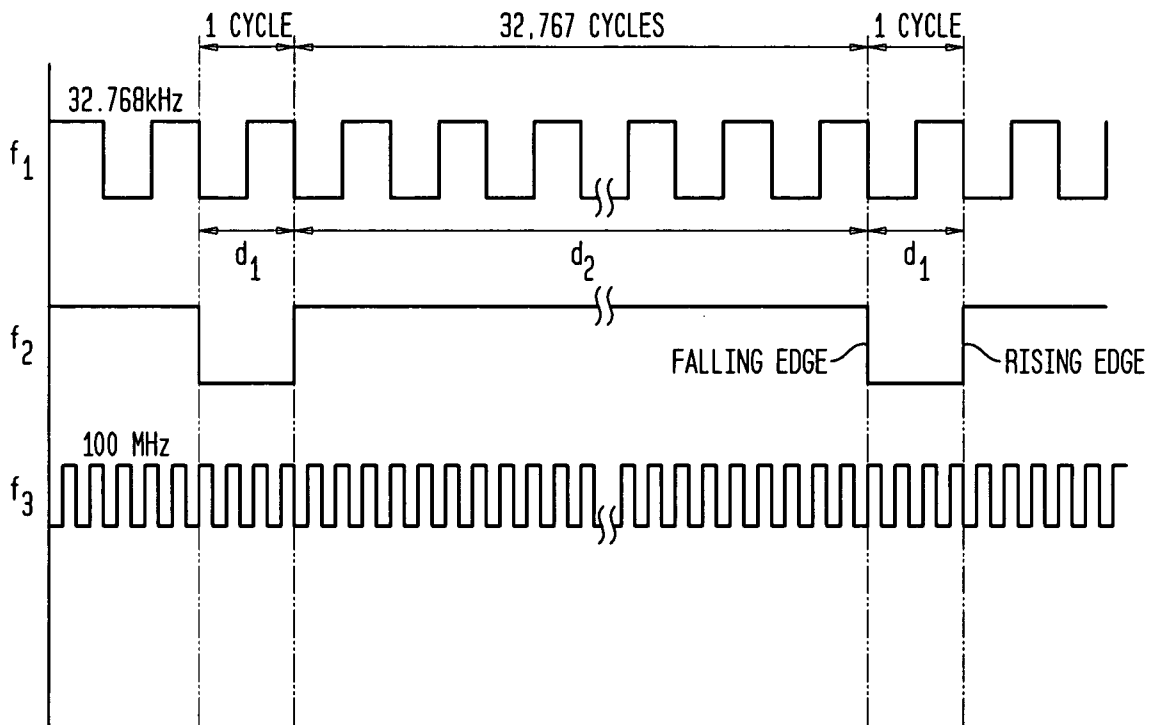 1 CYCLE
32,767 CYCLES
1 CYCLE
32.768kHz
f1
d1
d2
d1
f2
FALLING EDGE
RISING EDGE
100 MHz
f3